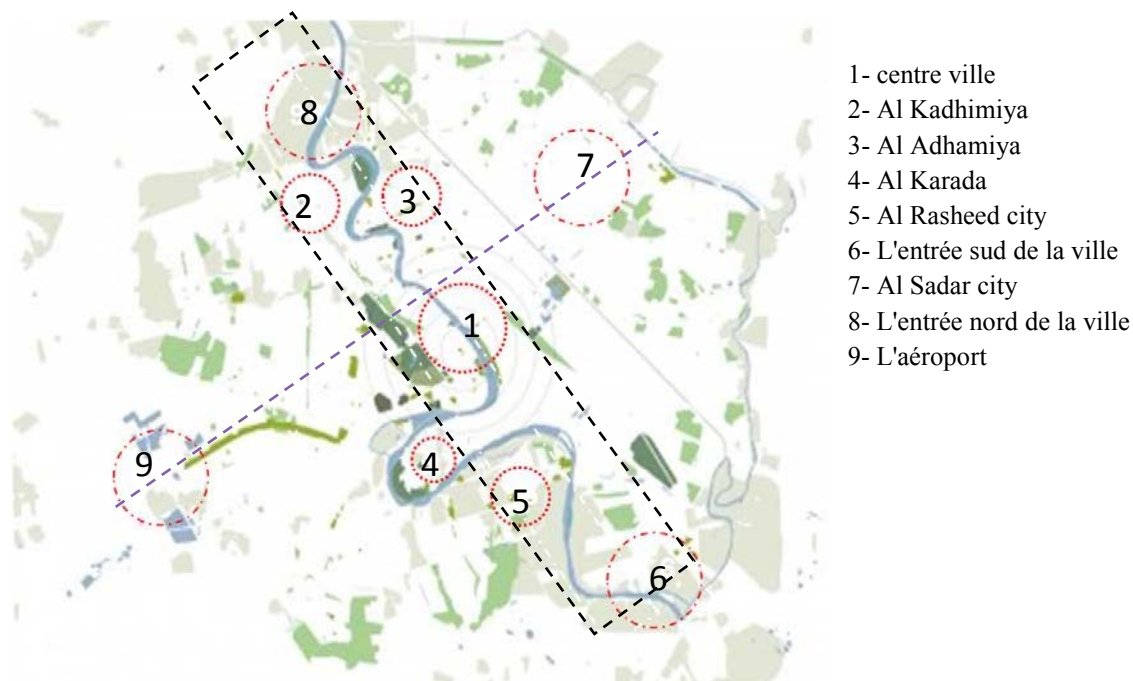 1- centre ville
2- Al Kadhimiya
3- Al Adhamiya
4- Al Karada
5- Al Rasheed city
6- L'entrée sud de la ville
7- Al Sadar city
8- L'entrée nord de la ville
9- L'aéroport
8
7
2
3
1
9
4
5
6